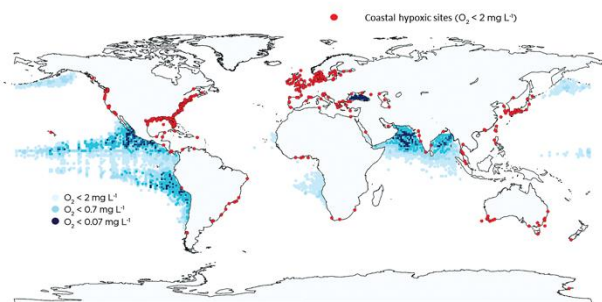 Coastal hypoxic sites (O₂ < 2 mg L⁻¹)
O₂ < 2 mg L⁻¹
O₂ < 0.7 mg L⁻¹
O₂ < 0.07 mg L⁻¹